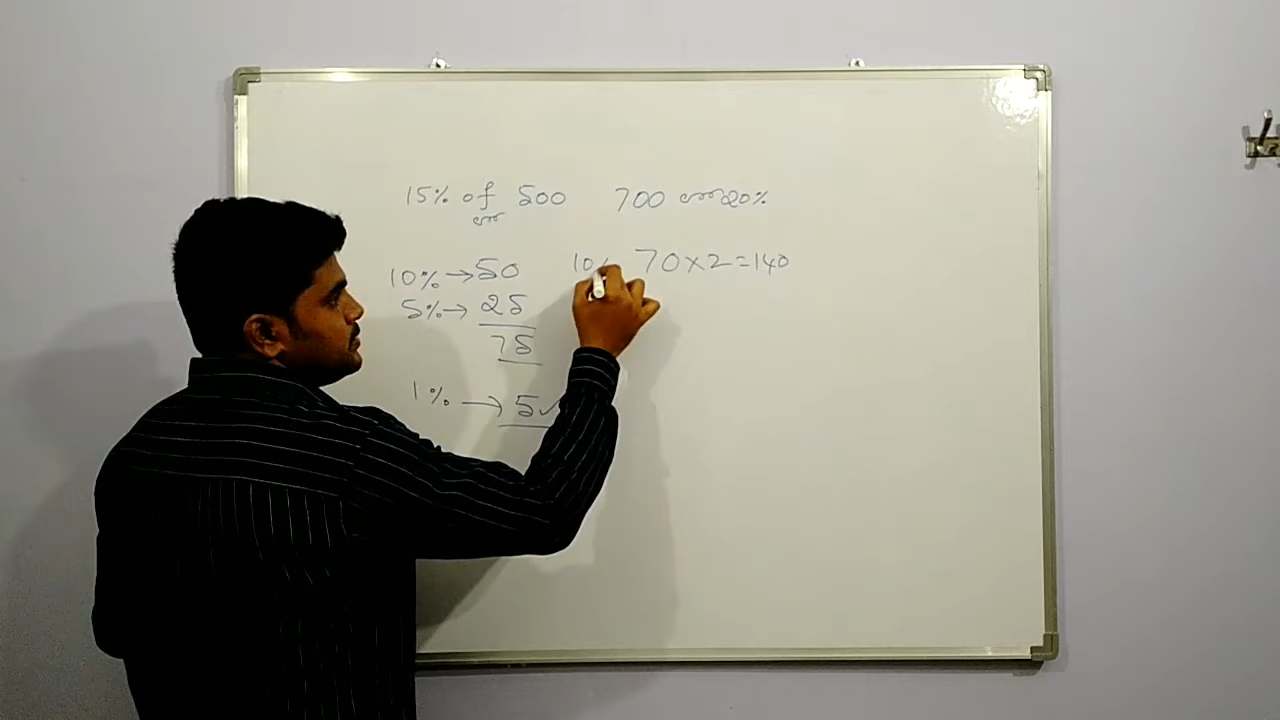 15% of 500
700 లో 20%
లో
10% → 50
10% 70 x 2 = 140
5% → 25
75
1% → 5 ✓